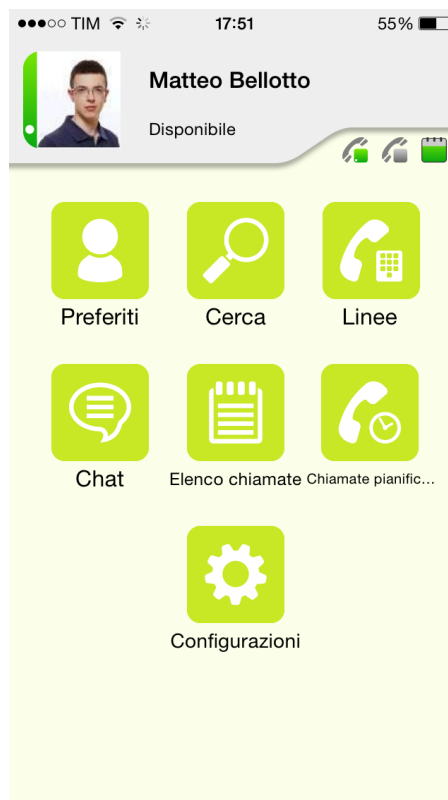 TIM 17:51 55%
Matteo Bellotto
Disponibile
Preferiti Cerca Linee
Chat Elenco chiamate Chiamate pianific...
Configurazioni